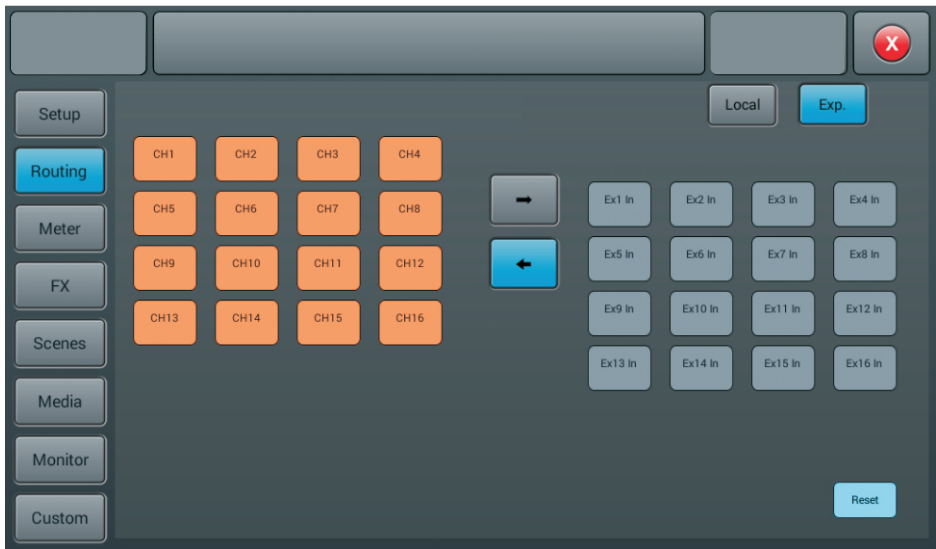 X
Local Exp.
Setup
Routing
Meter
FX
Scenes
Media
Monitor
Custom
CH1 CH2 CH3 CH4
CH5 CH6 CH7 CH8
CH9 CH10 CH11 CH12
CH13 CH14 CH15 CH16
➡
⬅
Ex1 In Ex2 In Ex3 In Ex4 In
Ex5 In Ex6 In Ex7 In Ex8 In
Ex9 In Ex10 In Ex11 In Ex12 In
Ex13 In Ex14 In Ex15 In Ex16 In
Reset